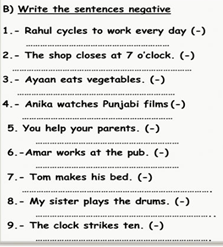 B) Write the sentences negative
1.- Rahul cycles to work every day (-)
2.- The shop closes at 7 o'clock. (-)
3.- Ayaan eats vegetables. (-)
4.- Anika watches Punjabi films (-)
5. You help your parents. (-)
6.-Amar works at the pub. (-)
7.- Tom makes his bed. (-)
8.- My sister plays the drums. (-)
9.- The clock strikes ten. (-)